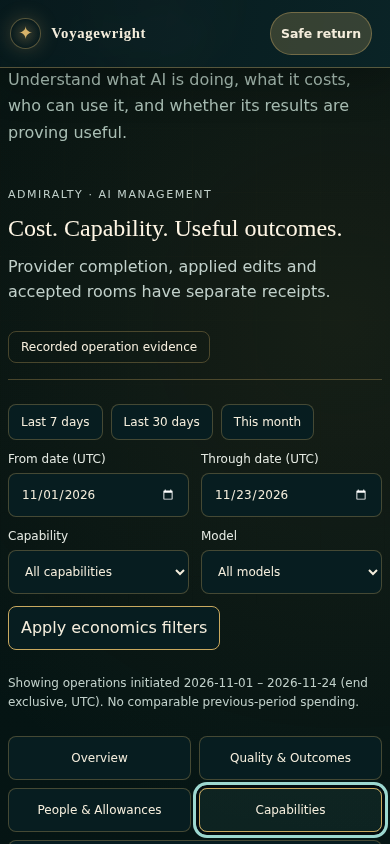 ✦ Voyagewright
Safe return
Understand what AI is doing, what it costs,
who can use it, and whether its results are
proving useful.
ADMIRALTY · AI MANAGEMENT
Cost. Capability. Useful outcomes.
Provider completion, applied edits and
accepted rooms have separate receipts.
Recorded operation evidence
Last 7 days
Last 30 days
This month
From date (UTC)
Through date (UTC)
11/01/2026
11/23/2026
Capability
Model
All capabilities
All models
Apply economics filters
Showing operations initiated 2026-11-01 – 2026-11-24 (end
exclusive, UTC). No comparable previous-period spending.
Overview
Quality & Outcomes
People & Allowances
Capabilities